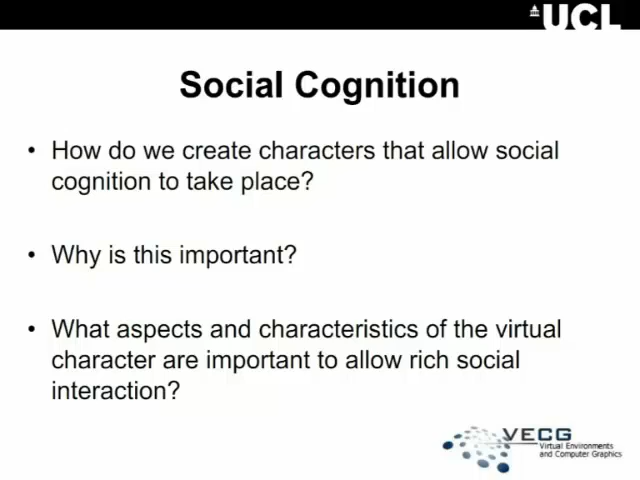 UCL
Social Cognition
• How do we create characters that allow social
cognition to take place?
• Why is this important?
• What aspects and characteristics of the virtual
character are important to allow rich social
interaction?
VECG
Virtual Environments
and Computer Graphics